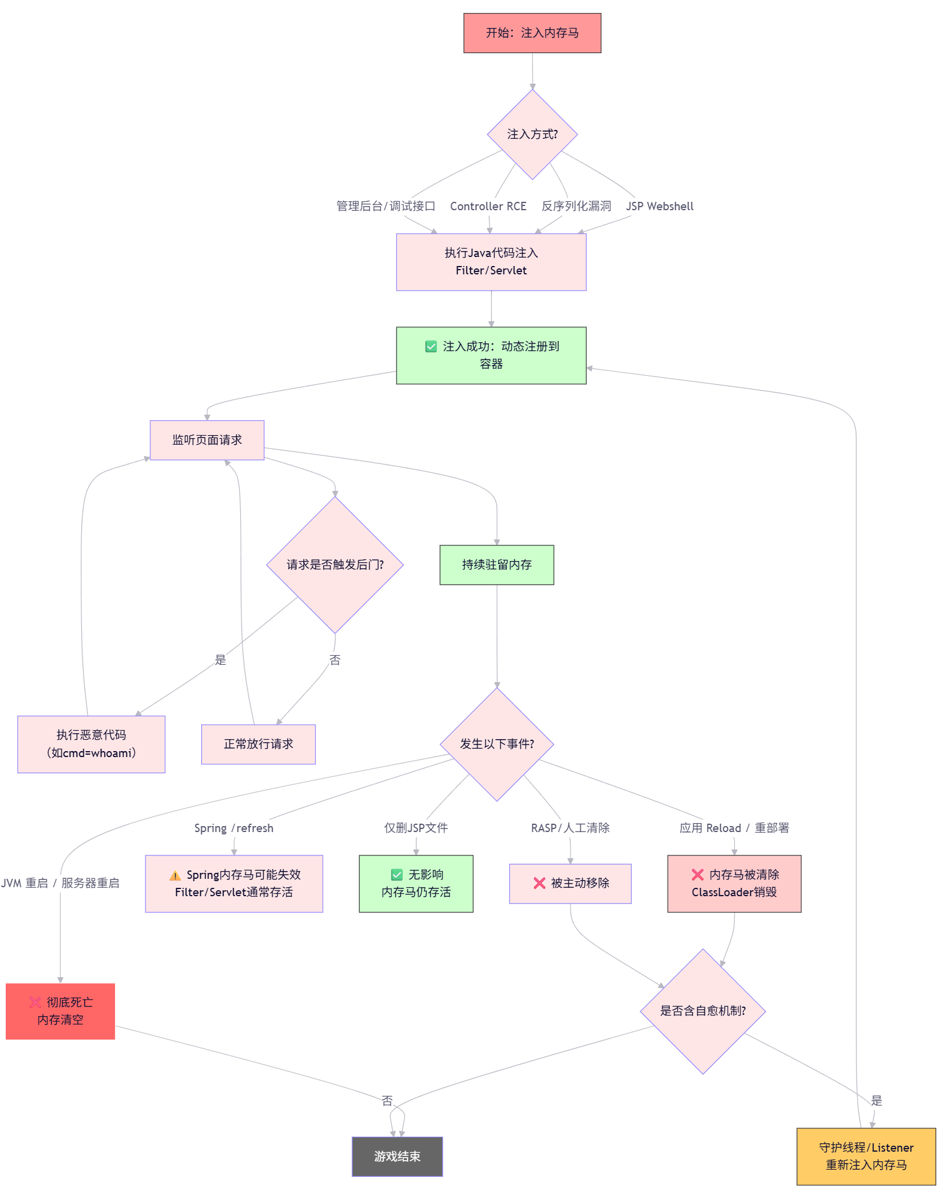 开始：注入内存马
注入方式?
管理后台/调试接口
Controller RCE
反序列化漏洞
JSP Webshell
执行Java代码注入
Filter/Servlet
✅ 注入成功：动态注册到
容器
监听页面请求
请求是否触发后门?
持续驻留内存
是
否
执行恶意代码
（如cmd=whoami）
正常放行请求
发生以下事件?
JVM 重启 / 服务器重启
Spring /refresh
仅删JSP文件
RASP/人工清除
应用 Reload / 重部署
⚠️ Spring内存马可能失效
Filter/Servlet通常存活
✅ 无影响
内存马仍存活
❌ 被主动移除
❌ 内存马被清除
ClassLoader销毁
❌ 彻底死亡
内存清空
是否含自愈机制?
否
是
游戏结束
守护线程/Listener
重新注入内存马